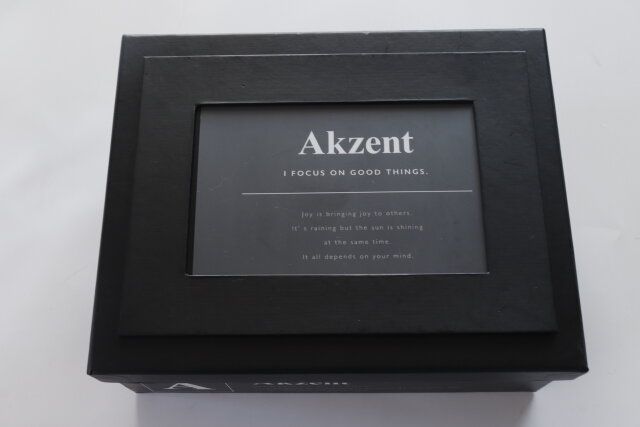 Akzent
I FOCUS ON GOOD THINGS.
Joy is bringing joy to others.
It's raining but the sun is shining
at the same time.
It all depends on your mind.
A
Akzent